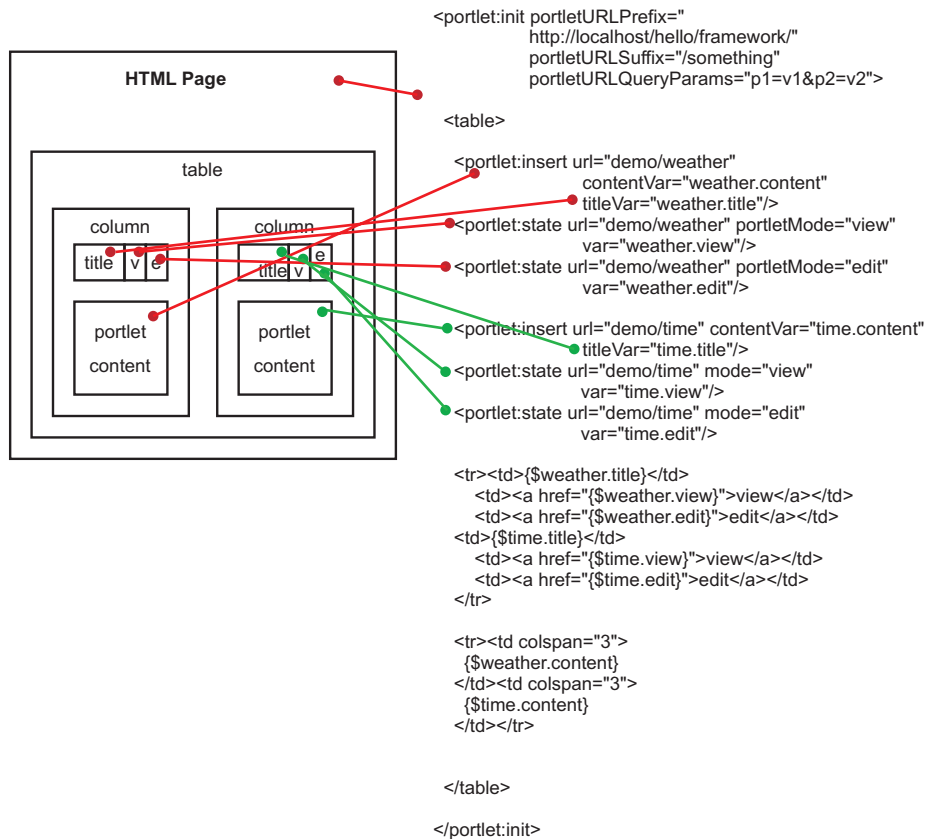 HTML Page
table
column
title v e
portlet
content
column
title v e
portlet
content
<portlet:init portletURLPrefix="
http://localhost/hello/framework/"
portletURLSuffix="/something"
portletURLQueryParams="p1=v1&p2=v2">
<table>
<portlet:insert url="demo/weather"
contentVar="weather.content"
titleVar="weather.title"/>
<portlet:state url="demo/weather" portletMode="view"
var="weather.view"/>
<portlet:state url="demo/weather" portletMode="edit"
var="weather.edit"/>
<portlet:insert url="demo/time" contentVar="time.content"
titleVar="time.title"/>
<portlet:state url="demo/time" mode="view"
var="time.view"/>
<portlet:state url="demo/time" mode="edit"
var="time.edit"/>
<tr><td>{$weather.title}</td>
<td><a href="{$weather.view}">view</a></td>
<td><a href="{$weather.edit}">edit</a></td>
<td>{$time.title}</td>
<td><a href="{$time.view}">view</a></td>
<td><a href="{$time.edit}">edit</a></td>
</tr>
<tr><td colspan="3">
{$weather.content}
</td><td colspan="3">
{$time.content}
</td></tr>
</table>
</portlet:init>